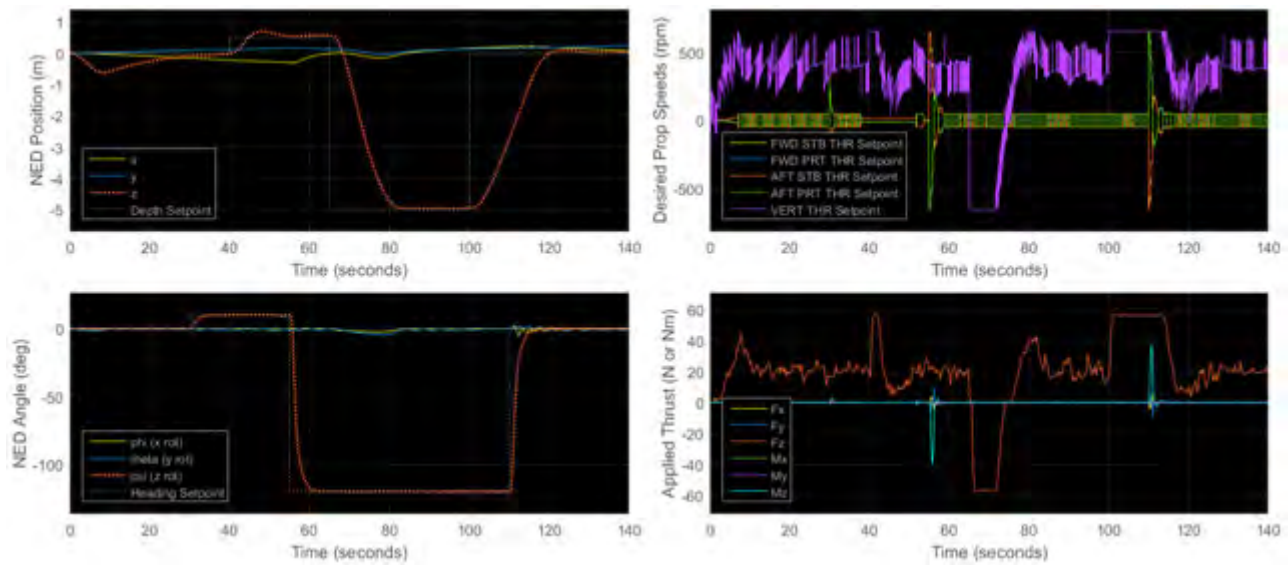 NED Position (m)
1
0
-1
-2
-3
-4
-5
x
y
z
Depth Setpoint
0 20 40 60 80 100 120 140
Time (seconds)
Desired Prop Speeds (rpm)
500
0
-500
FWD STB THR Setpoint
FWD PRT THR Setpoint
AFT STB THR Setpoint
AFT PRT THR Setpoint
VERT THR Setpoint
0 20 40 60 80 100 120 140
Time (seconds)
NED Angle (deg)
0
-100
phi (x rot)
theta (y rot)
psi (z rot)
Heading Setpoint
0 20 40 60 80 100 120 140
Time (seconds)
Applied Thrust (N or Nm)
60
40
20
0
-20
-40
-60
Fx
Fy
Fz
Mx
My
Mz
0 20 40 60 80 100 120 140
Time (seconds)